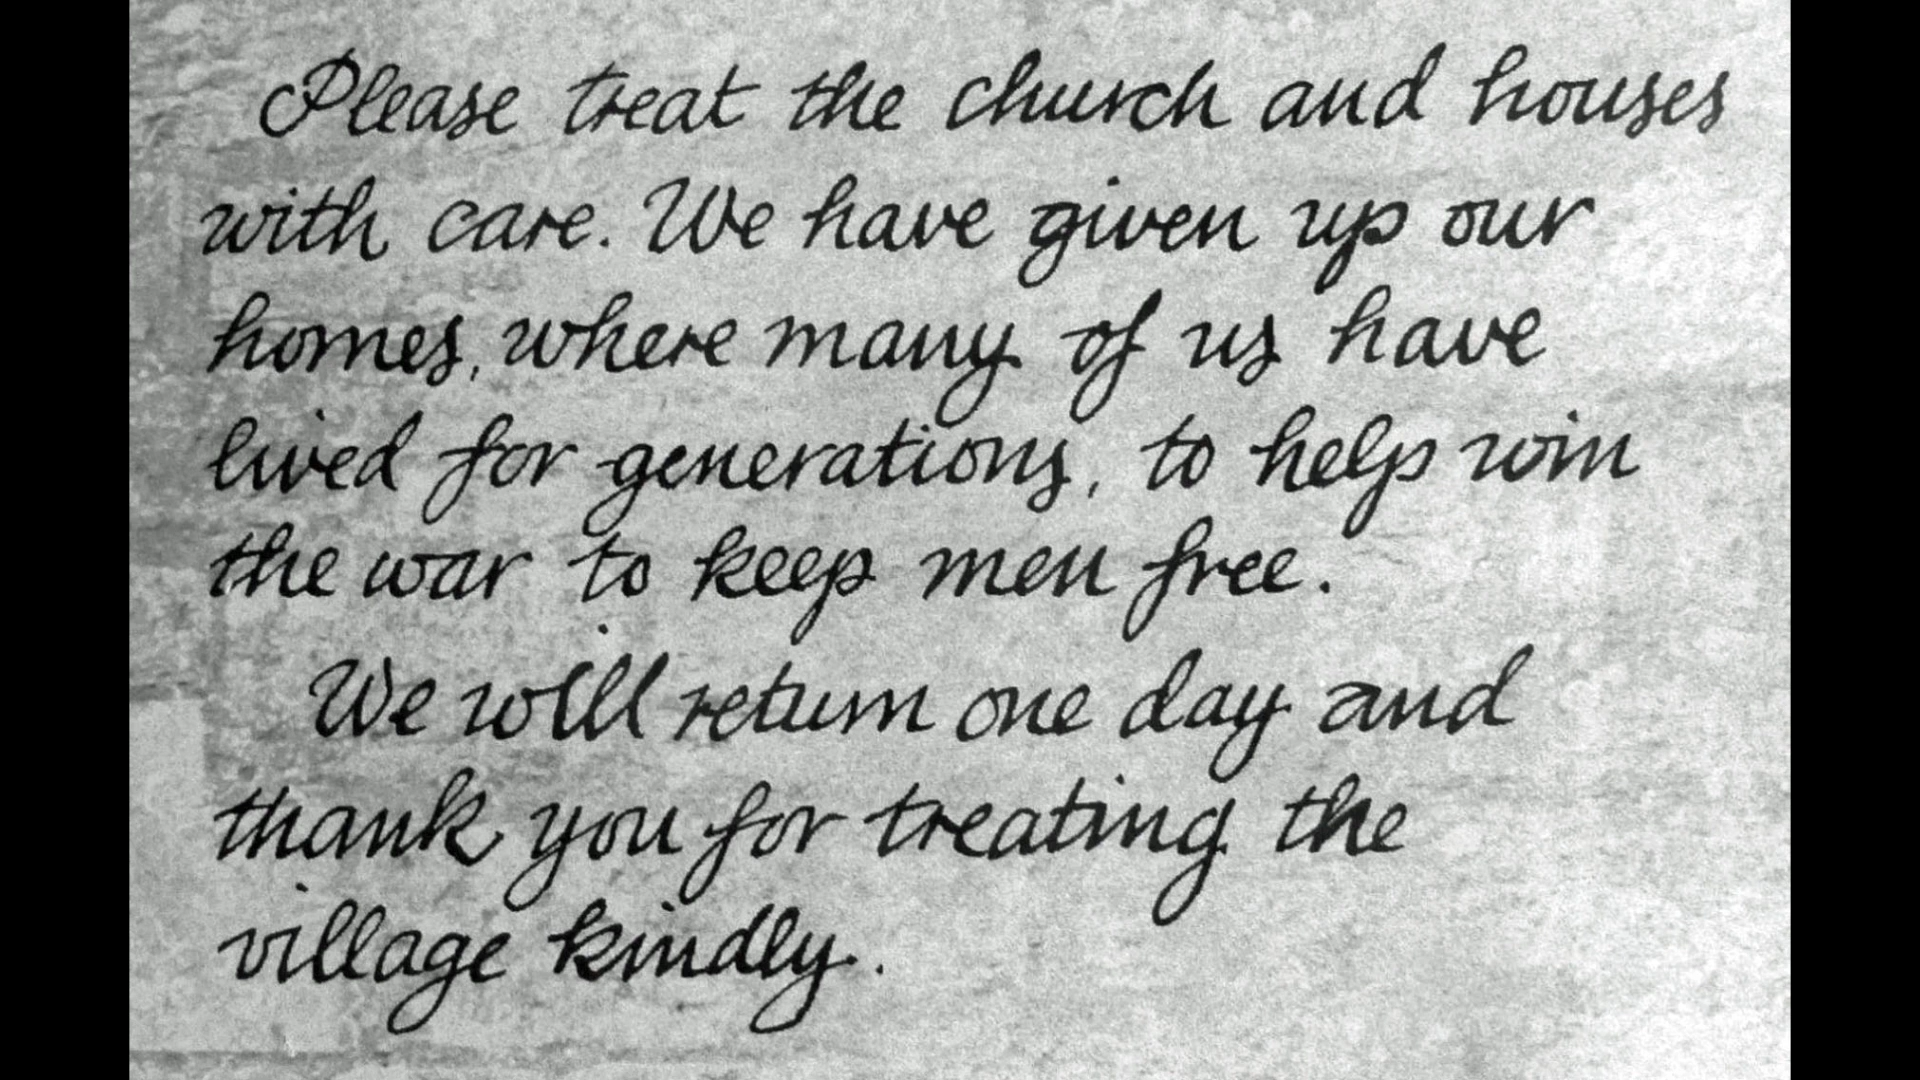 Please treat the church and houses
with care. We have given up our
homes, where many of us have
lived for generations, to help win
the war to keep men free.
We will return one day and
thank you for treating the
village kindly.